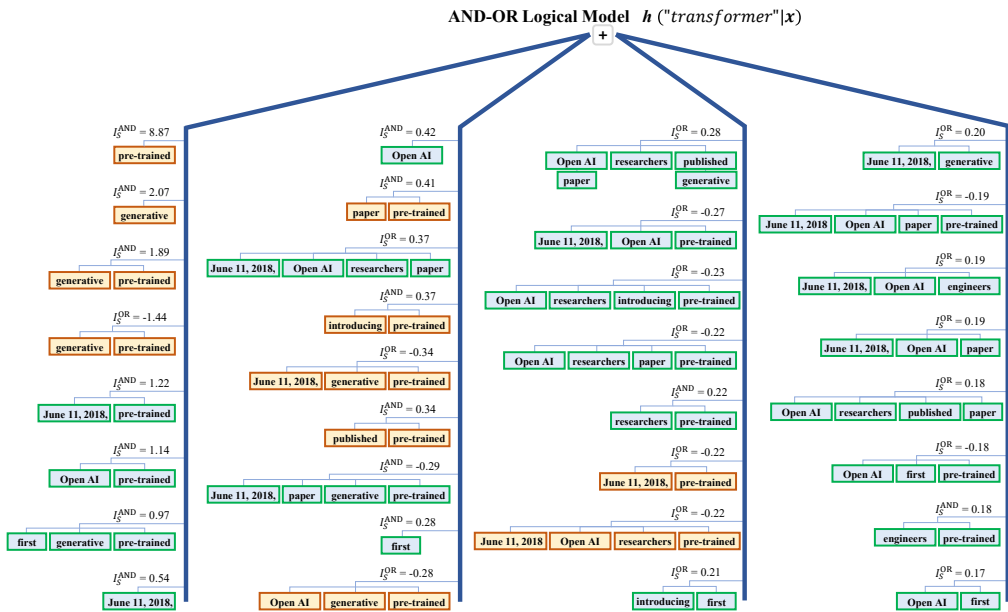 AND-OR Logical Model h ("transformer"|x)
+
I_S^AND = 8.87
pre-trained
I_S^AND = 2.07
generative
I_S^AND = 1.89
generative pre-trained
I_S^OR = -1.44
generative pre-trained
I_S^AND = 1.22
June 11, 2018, pre-trained
I_S^AND = 1.14
Open AI pre-trained
I_S^AND = 0.97
first generative pre-trained
I_S^AND = 0.54
June 11, 2018,
I_S^AND = 0.42
Open AI
I_S^AND = 0.41
paper pre-trained
I_S^OR = 0.37
June 11, 2018, Open AI researchers paper
I_S^AND = 0.37
introducing pre-trained
I_S^OR = -0.34
June 11, 2018, generative pre-trained
I_S^AND = 0.34
published pre-trained
I_S^AND = -0.29
June 11, 2018, paper generative pre-trained
I_S^AND = 0.28
first
I_S^OR = -0.28
Open AI generative pre-trained
I_S^OR = 0.28
Open AI researchers published
paper generative
I_S^OR = -0.27
June 11, 2018, Open AI pre-trained
I_S^OR = -0.23
Open AI researchers introducing pre-trained
I_S^OR = -0.22
Open AI researchers paper pre-trained
I_S^AND = 0.22
researchers pre-trained
I_S^OR = -0.22
June 11, 2018, pre-trained
I_S^OR = -0.22
June 11, 2018 Open AI researchers pre-trained
I_S^OR = 0.21
introducing first
I_S^OR = 0.20
June 11, 2018, generative
I_S^OR = -0.19
June 11, 2018 Open AI paper pre-trained
I_S^OR = 0.19
June 11, 2018, Open AI engineers
I_S^OR = 0.19
June 11, 2018, Open AI paper
I_S^OR = 0.18
Open AI researchers published paper
I_S^OR = -0.18
Open AI first pre-trained
I_S^AND = 0.18
engineers pre-trained
I_S^OR = 0.17
Open AI first